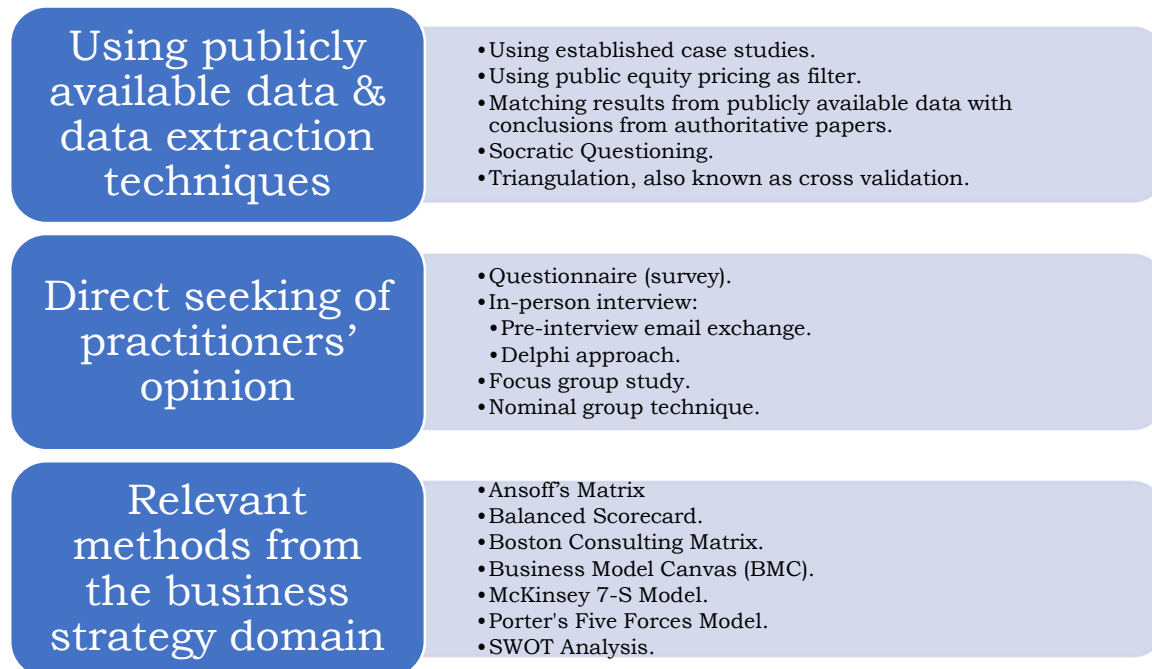 Using publicly
available data &
data extraction
techniques
•Using established case studies.
•Using public equity pricing as filter.
•Matching results from publicly available data with
conclusions from authoritative papers.
•Socratic Questioning.
•Triangulation, also known as cross validation.
Direct seeking of
practitioners’
opinion
•Questionnaire (survey).
•In-person interview:
•Pre-interview email exchange.
•Delphi approach.
•Focus group study.
•Nominal group technique.
Relevant
methods from
the business
strategy domain
•Ansoff’s Matrix
•Balanced Scorecard.
•Boston Consulting Matrix.
•Business Model Canvas (BMC).
•McKinsey 7-S Model.
•Porter's Five Forces Model.
•SWOT Analysis.